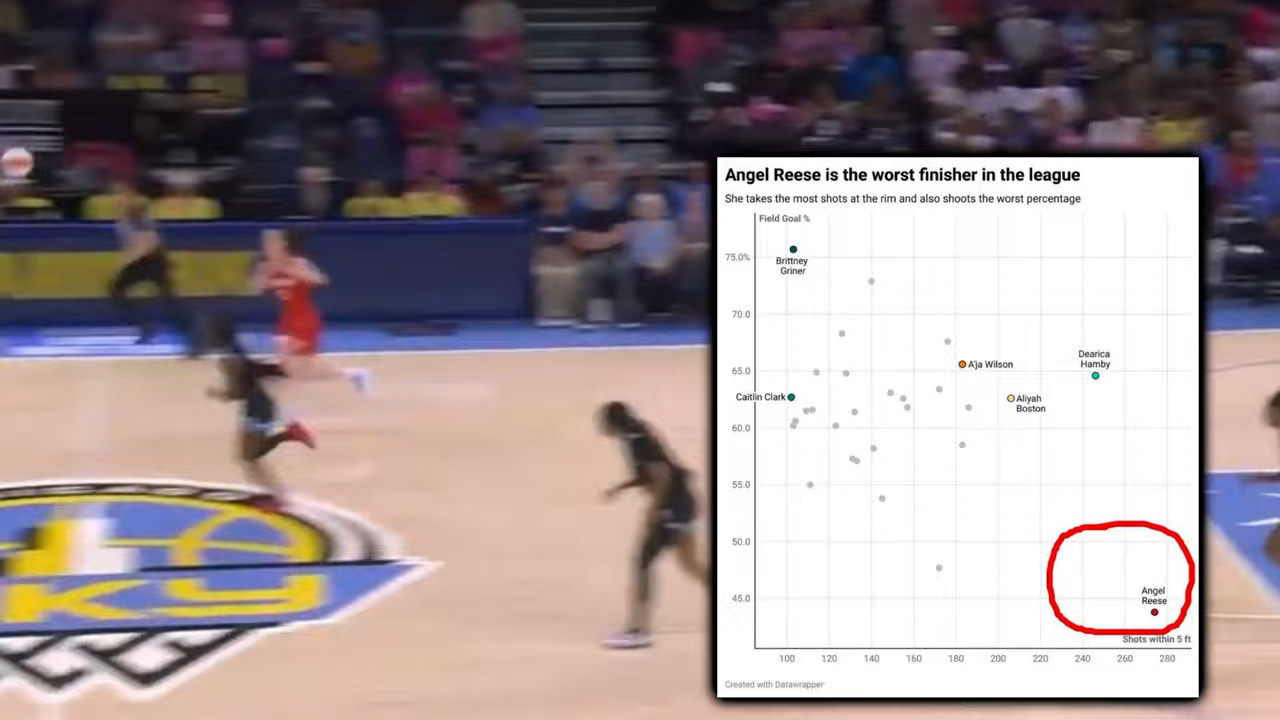 Angel Reese is the worst finisher in the league
She takes the most shots at the rim and also shoots the worst percentage
Field Goal %
75.0%
Brittney
Griner
70.0
65.0
A'ja Wilson
Dearica
Hamby
Caitlin Clark
Aliyah
Boston
60.0
55.0
50.0
45.0
Angel
Reese
Shots within 5 ft
100 120 140 160 180 200 220 240 260 280
Created with Datawrapper
ky